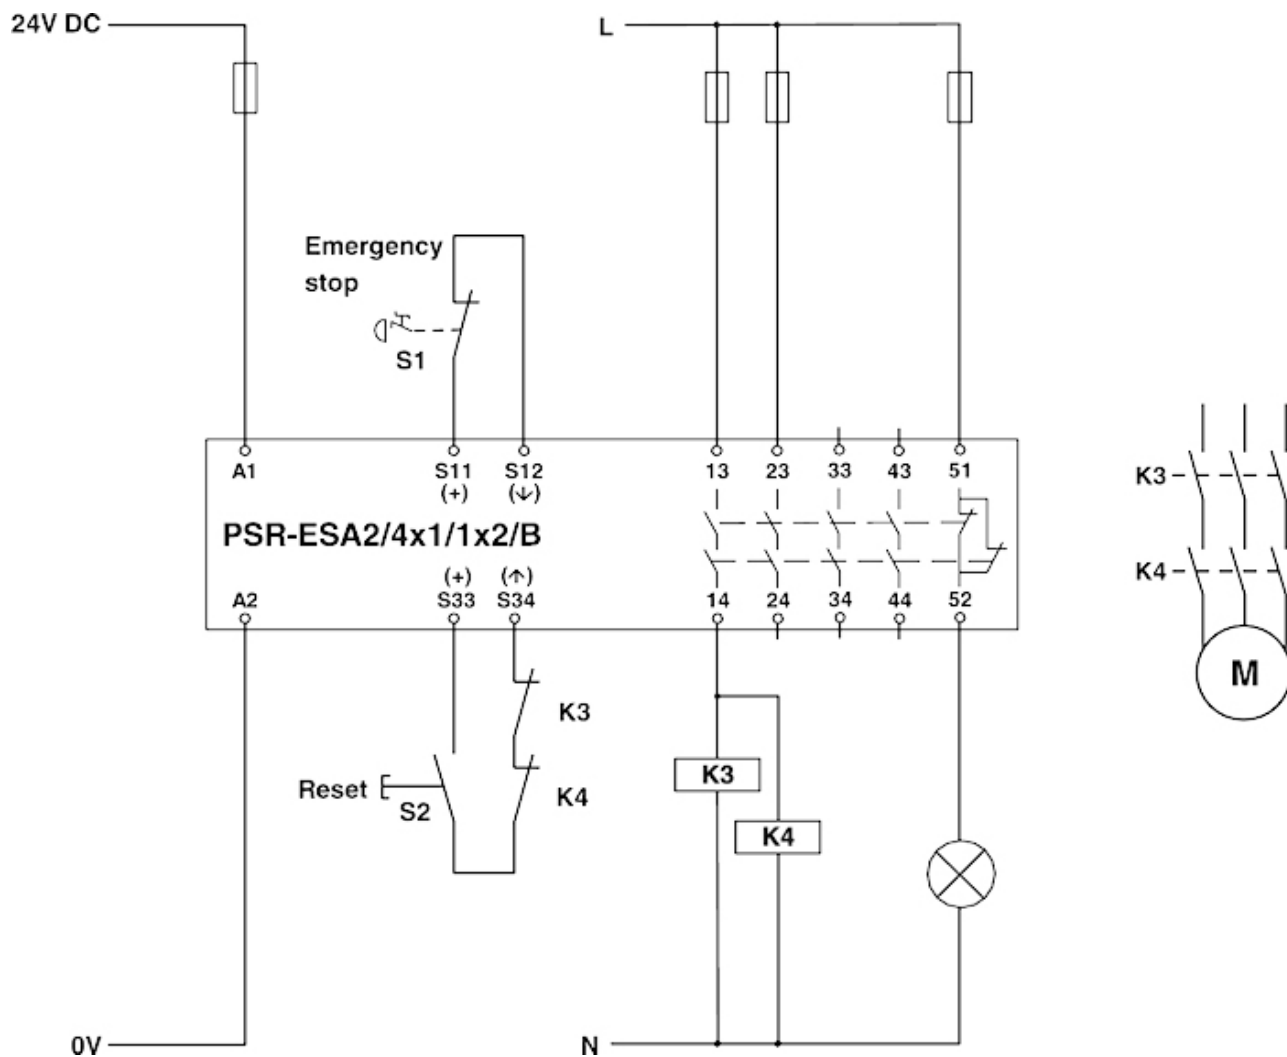 24V DC
L
Emergency
stop
S1
A1 S11 S12 13 23 33 43 51
(+) (↓)
K3
PSR-ESA2/4x1/1x2/B
(+) (↑)
K4
A2 S33 S34 14 24 34 44 52
M
K3
K3
Reset
S2
K4
K4
0V
N